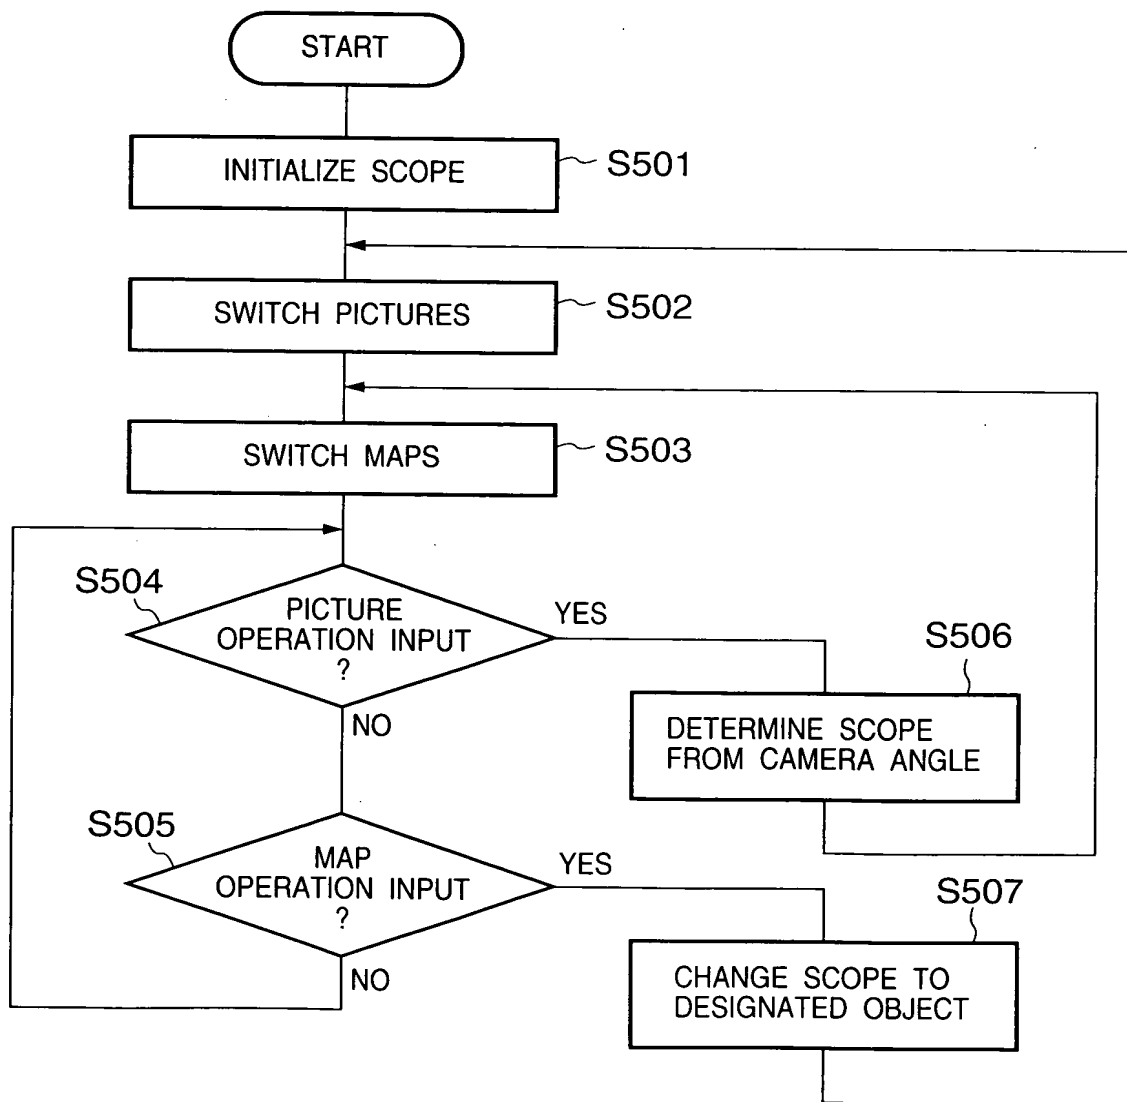 START
INITIALIZE SCOPE
S501
SWITCH PICTURES
S502
SWITCH MAPS
S503
S504
PICTURE
OPERATION INPUT
?
YES
NO
S506
DETERMINE SCOPE
FROM CAMERA ANGLE
S505
MAP
OPERATION INPUT
?
YES
NO
S507
CHANGE SCOPE TO
DESIGNATED OBJECT